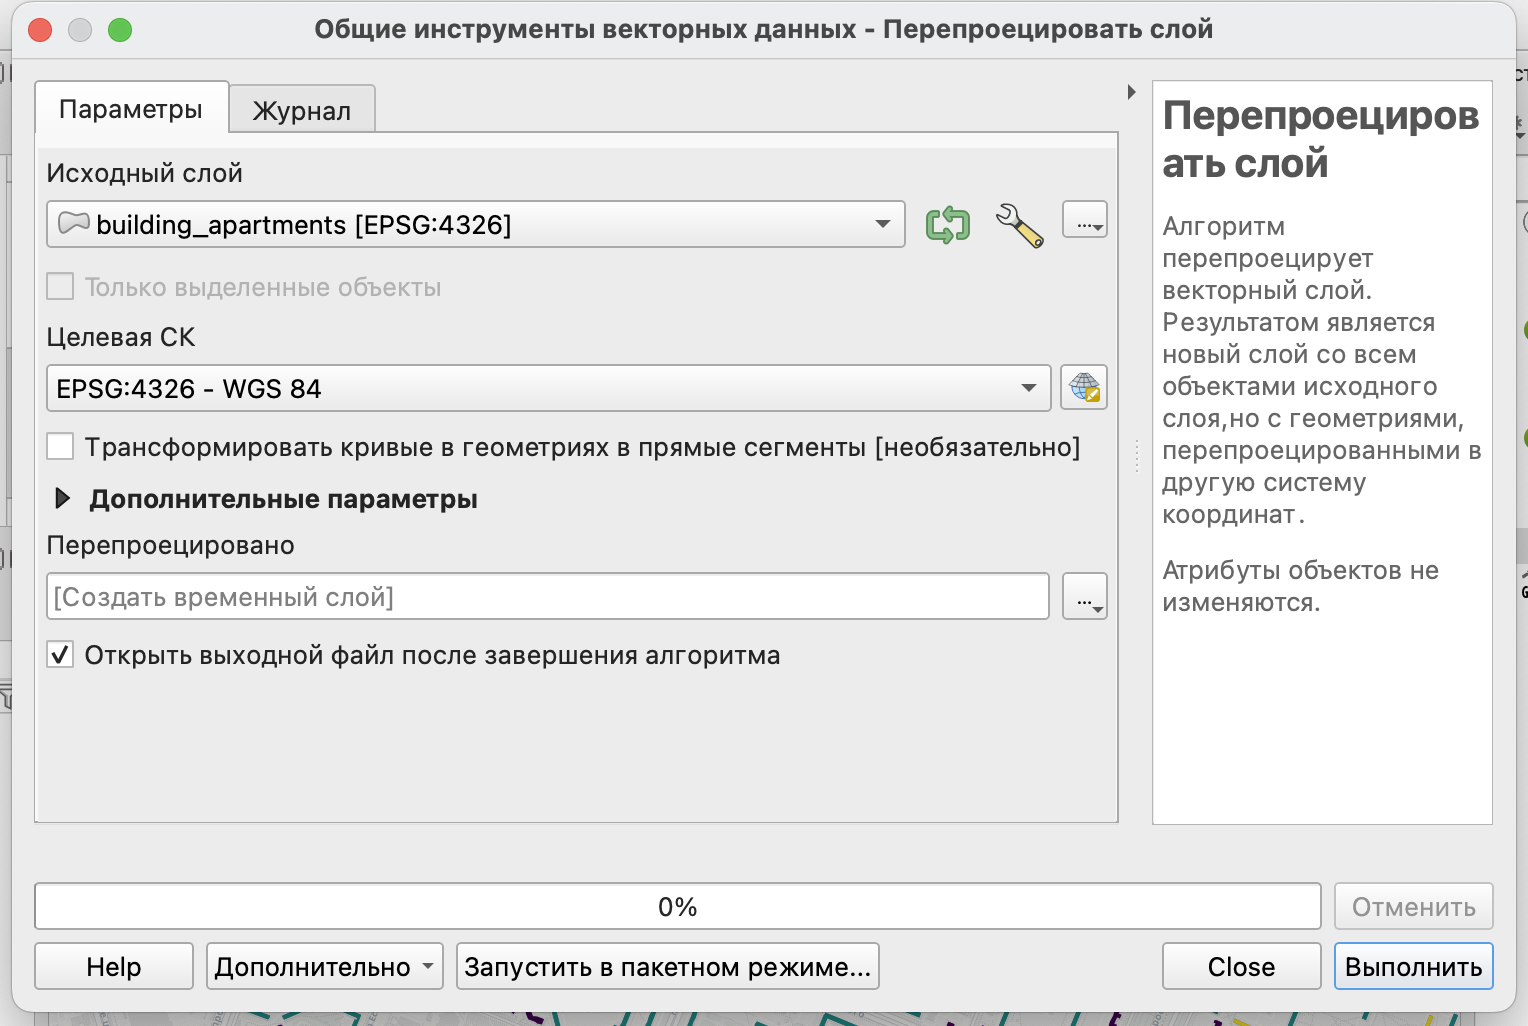 Общие инструменты векторных данных - Перепроецировать слой
Параметры
Журнал
Исходный слой
building_apartments [EPSG:4326]
...
Только выделенные объекты
Целевая СК
EPSG:4326 - WGS 84
Трансформировать кривые в геометриях в прямые сегменты [необязательно]
Дополнительные параметры
Перепроецировано
[Создать временный слой]
...
Открыть выходной файл после завершения алгоритма
Перепроециров
ать слой
Алгоритм
перепроецирует
векторный слой.
Результатом является
новый слой со всем
объектами исходного
слоя,но с геометриями,
перепроецированными в
другую систему
координат.
Атрибуты объектов не
изменяются.
0%
Отменить
Help
Дополнительно
Запустить в пакетном режиме...
Close
Выполнить